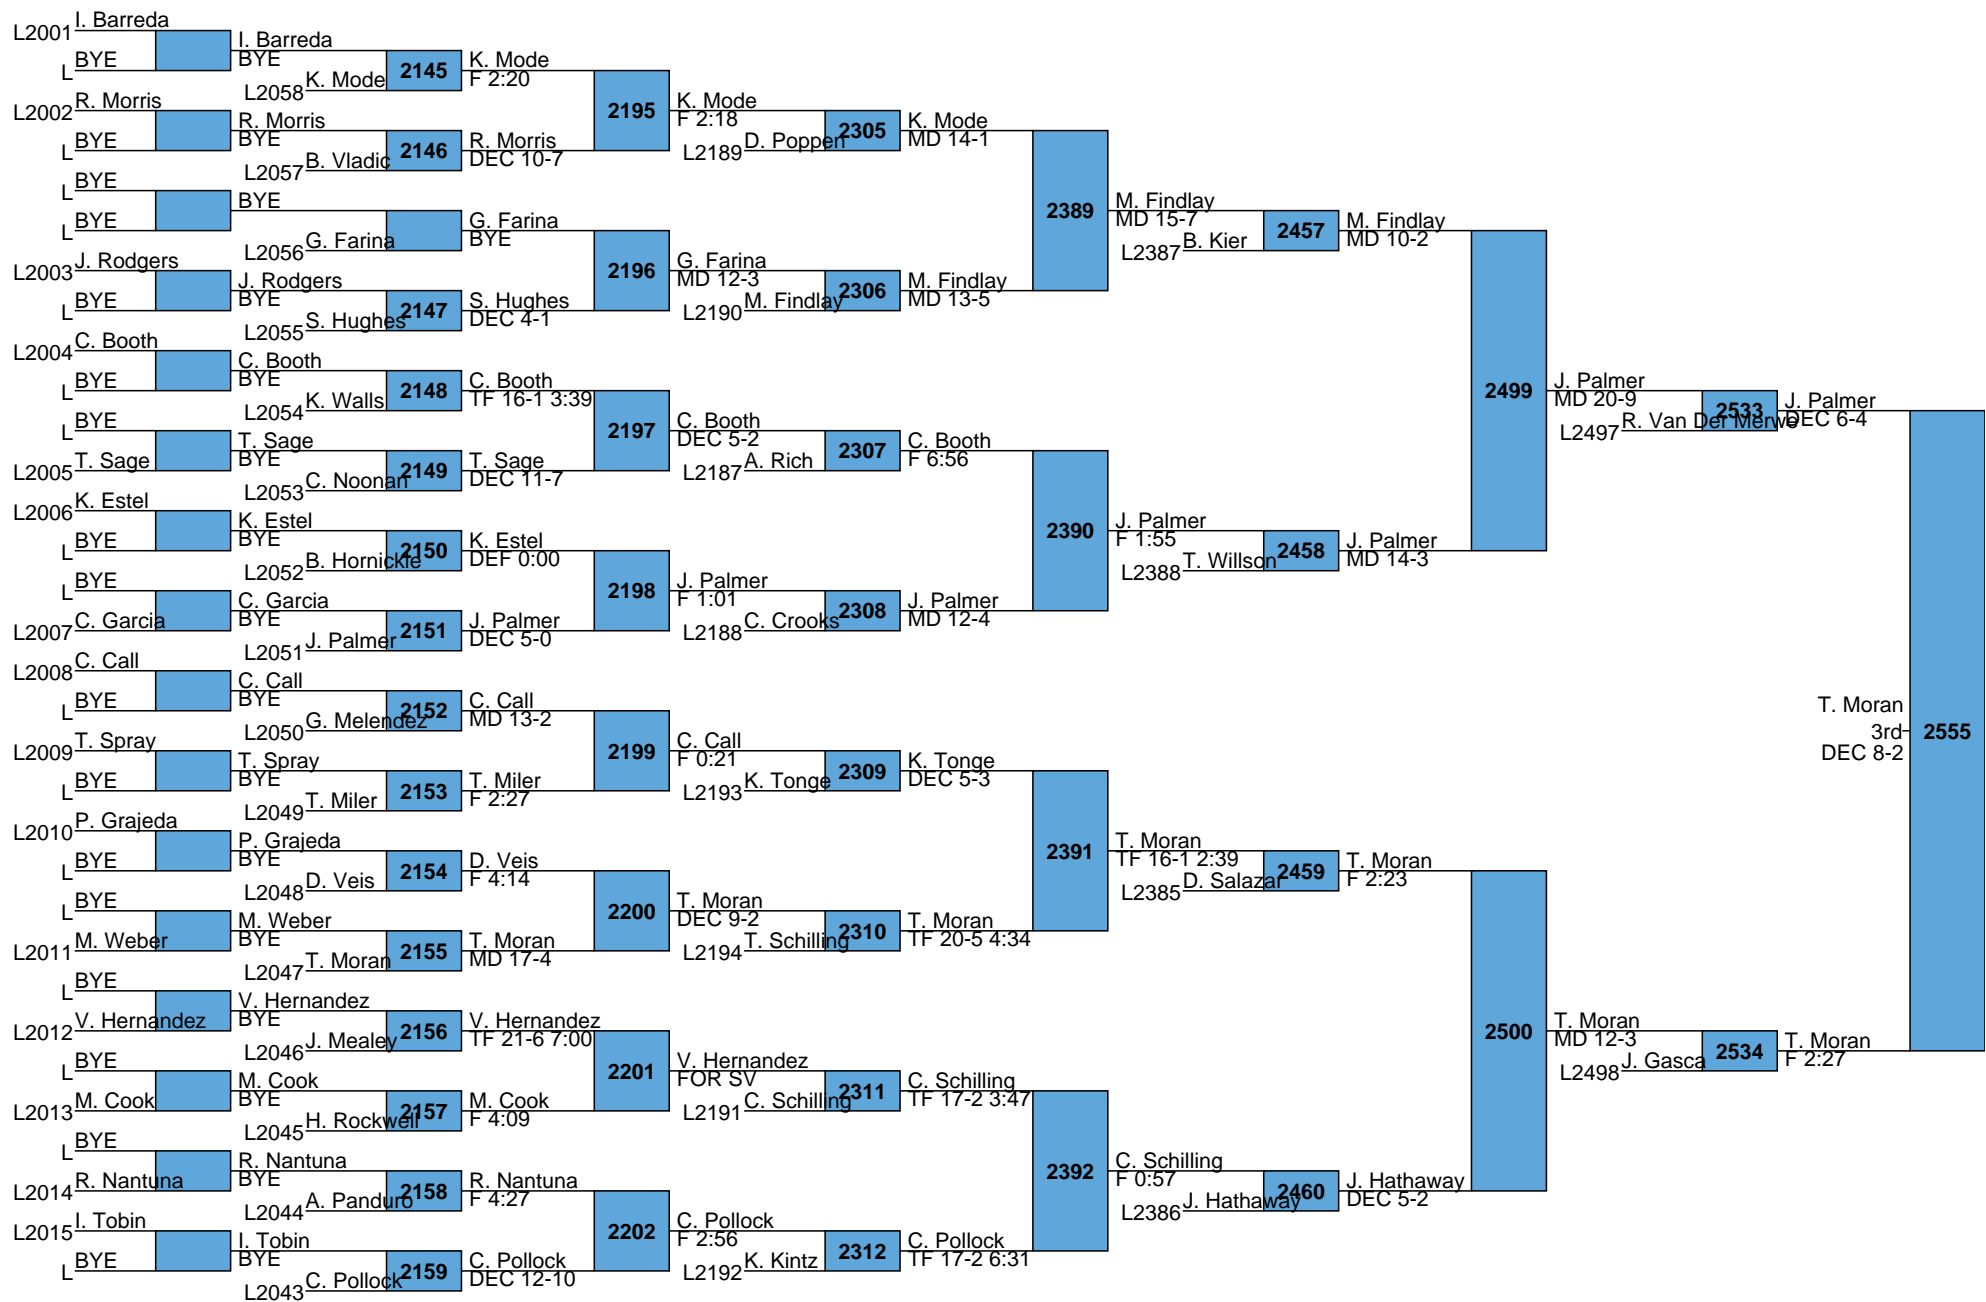 L2001 I. Barreda
L BYE
I. Barreda
BYE
L2058 K. Mode
2145
K. Mode
F 2:20
L2002 R. Morris
L BYE
R. Morris
BYE
L2057 B. Vladic
2146
R. Morris
DEC 10-7
2195
K. Mode
F 2:18
L2189 D. Poppen
2305
K. Mode
MD 14-1
L BYE
L BYE
BYE
L2056 G. Farina
G. Farina
BYE
L2003 J. Rodgers
L BYE
J. Rodgers
BYE
L2055 S. Hughes
2147
S. Hughes
DEC 4-1
2196
G. Farina
MD 12-3
L2190 M. Findlay
2306
M. Findlay
MD 13-5
2389
M. Findlay
MD 15-7
L2387 B. Kier
2457
M. Findlay
MD 10-2
L2004 C. Booth
L BYE
C. Booth
BYE
L2054 K. Walls
2148
C. Booth
TF 16-1 3:39
L BYE
L2005 T. Sage
T. Sage
BYE
L2053 C. Noonan
2149
T. Sage
DEC 11-7
2197
C. Booth
DEC 5-2
L2187 A. Rich
2307
C. Booth
F 6:56
L2006 K. Estel
L BYE
K. Estel
BYE
L2052 B. Hornickle
2150
K. Estel
DEF 0:00
L BYE
L2007 C. Garcia
C. Garcia
BYE
L2051 J. Palmer
2151
J. Palmer
DEC 5-0
2198
J. Palmer
F 1:01
L2188 C. Crooks
2308
J. Palmer
MD 12-4
2390
J. Palmer
F 1:55
L2388 T. Willson
2458
J. Palmer
MD 14-3
2499
J. Palmer
MD 20-9
L2497 R. Van Der Merwe
2533
J. Palmer
DEC 6-4
L2008 C. Call
L BYE
C. Call
BYE
L2050 G. Melendez
2152
C. Call
MD 13-2
L2009 T. Spray
L BYE
T. Spray
BYE
L2049 T. Miler
2153
T. Miler
F 2:27
2199
C. Call
F 0:21
L2193 K. Tonge
2309
K. Tonge
DEC 5-3
L2010 P. Grajeda
L BYE
P. Grajeda
BYE
L2048 D. Veis
2154
D. Veis
F 4:14
L BYE
L2011 M. Weber
M. Weber
BYE
L2047 T. Moran
2155
T. Moran
MD 17-4
2200
T. Moran
DEC 9-2
L2194 T. Schilling
2310
T. Moran
TF 20-5 4:34
2391
T. Moran
TF 16-1 2:39
L2385 D. Salazar
2459
T. Moran
F 2:23
L BYE
L2012 V. Hernandez
V. Hernandez
BYE
L2046 J. Mealey
2156
V. Hernandez
TF 21-6 7:00
L BYE
L2013 M. Cook
M. Cook
BYE
L2045 H. Rockwell
2157
M. Cook
F 4:09
2201
V. Hernandez
FOR SV
L2191 C. Schilling
2311
C. Schilling
TF 17-2 3:47
L BYE
L2014 R. Nantuna
R. Nantuna
BYE
L2044 A. Panduro
2158
R. Nantuna
F 4:27
L2015 I. Tobin
L BYE
I. Tobin
BYE
L2043 C. Pollock
2159
C. Pollock
DEC 12-10
2202
C. Pollock
F 2:56
L2192 K. Kintz
2312
C. Pollock
TF 17-2 6:31
2392
C. Schilling
F 0:57
L2386 J. Hathaway
2460
J. Hathaway
DEC 5-2
2500
T. Moran
MD 12-3
L2498 J. Gasca
2534
T. Moran
F 2:27
T. Moran
3rd
DEC 8-2
2555